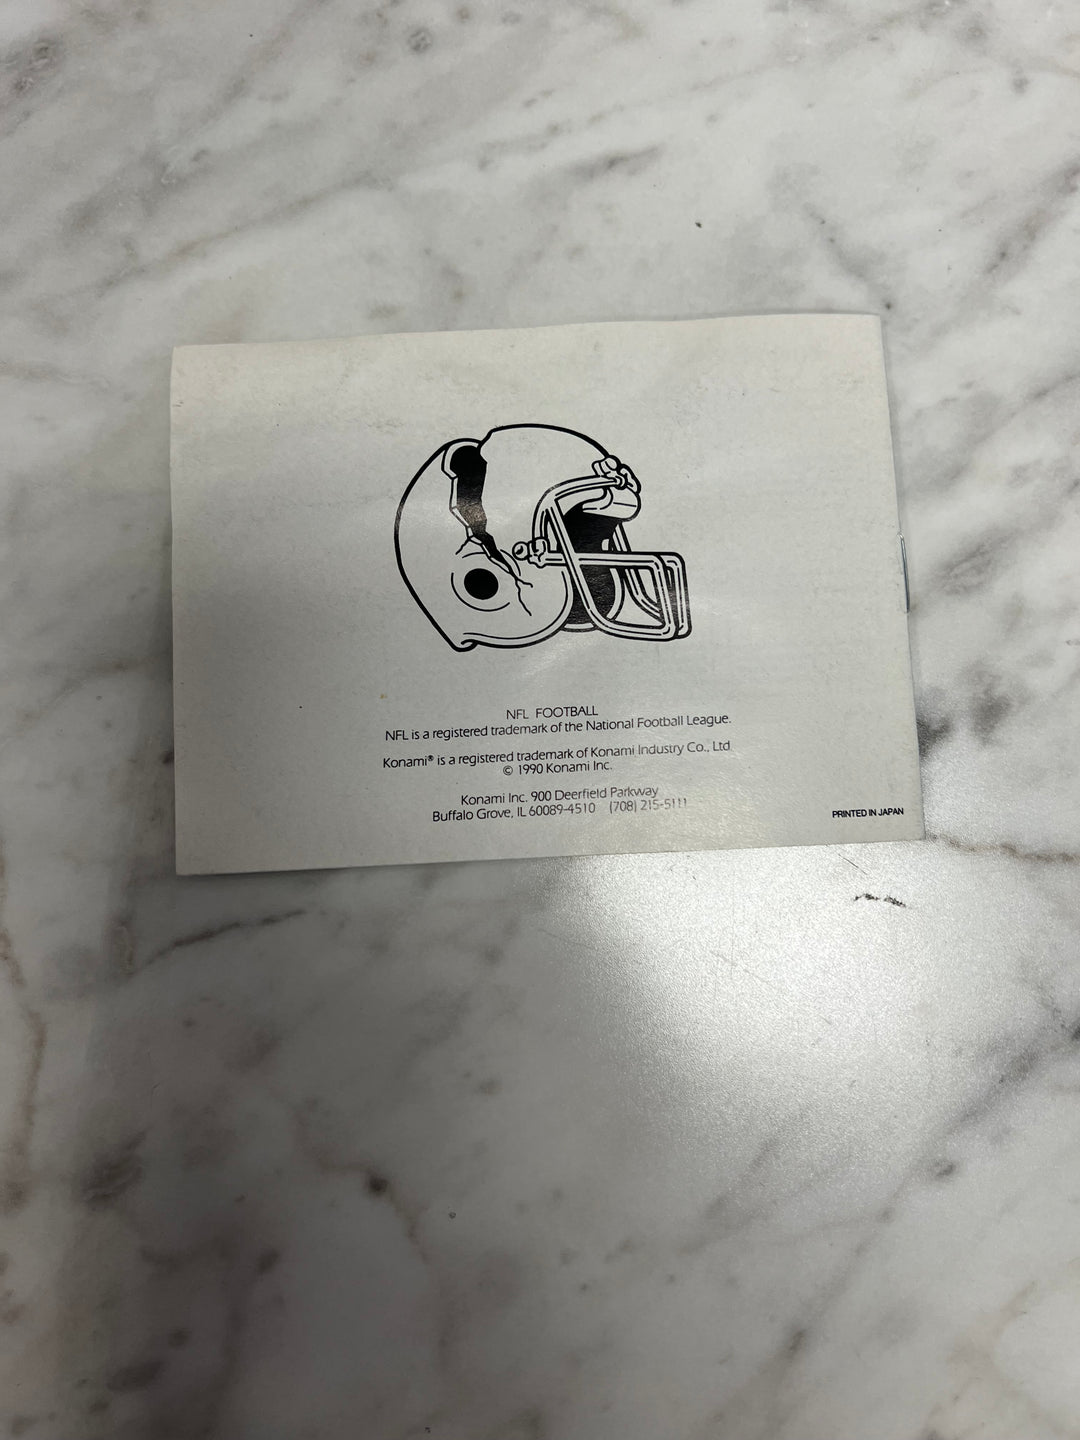 NFL FOOTBALL
NFL is a registered trademark of the National Football League.
Konami® is a registered trademark of Konami Industry Co., Ltd.
© 1990 Konami Inc.
Konami Inc. 900 Deerfield Parkway
Buffalo Grove, IL 60089-4510 (708) 215-5111
PRINTED IN JAPAN